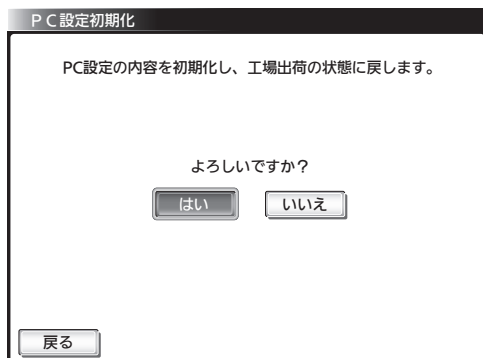 ＰＣ設定初期化
PC設定の内容を初期化し、工場出荷の状態に戻します。
よろしいですか？
はい
いいえ
戻る